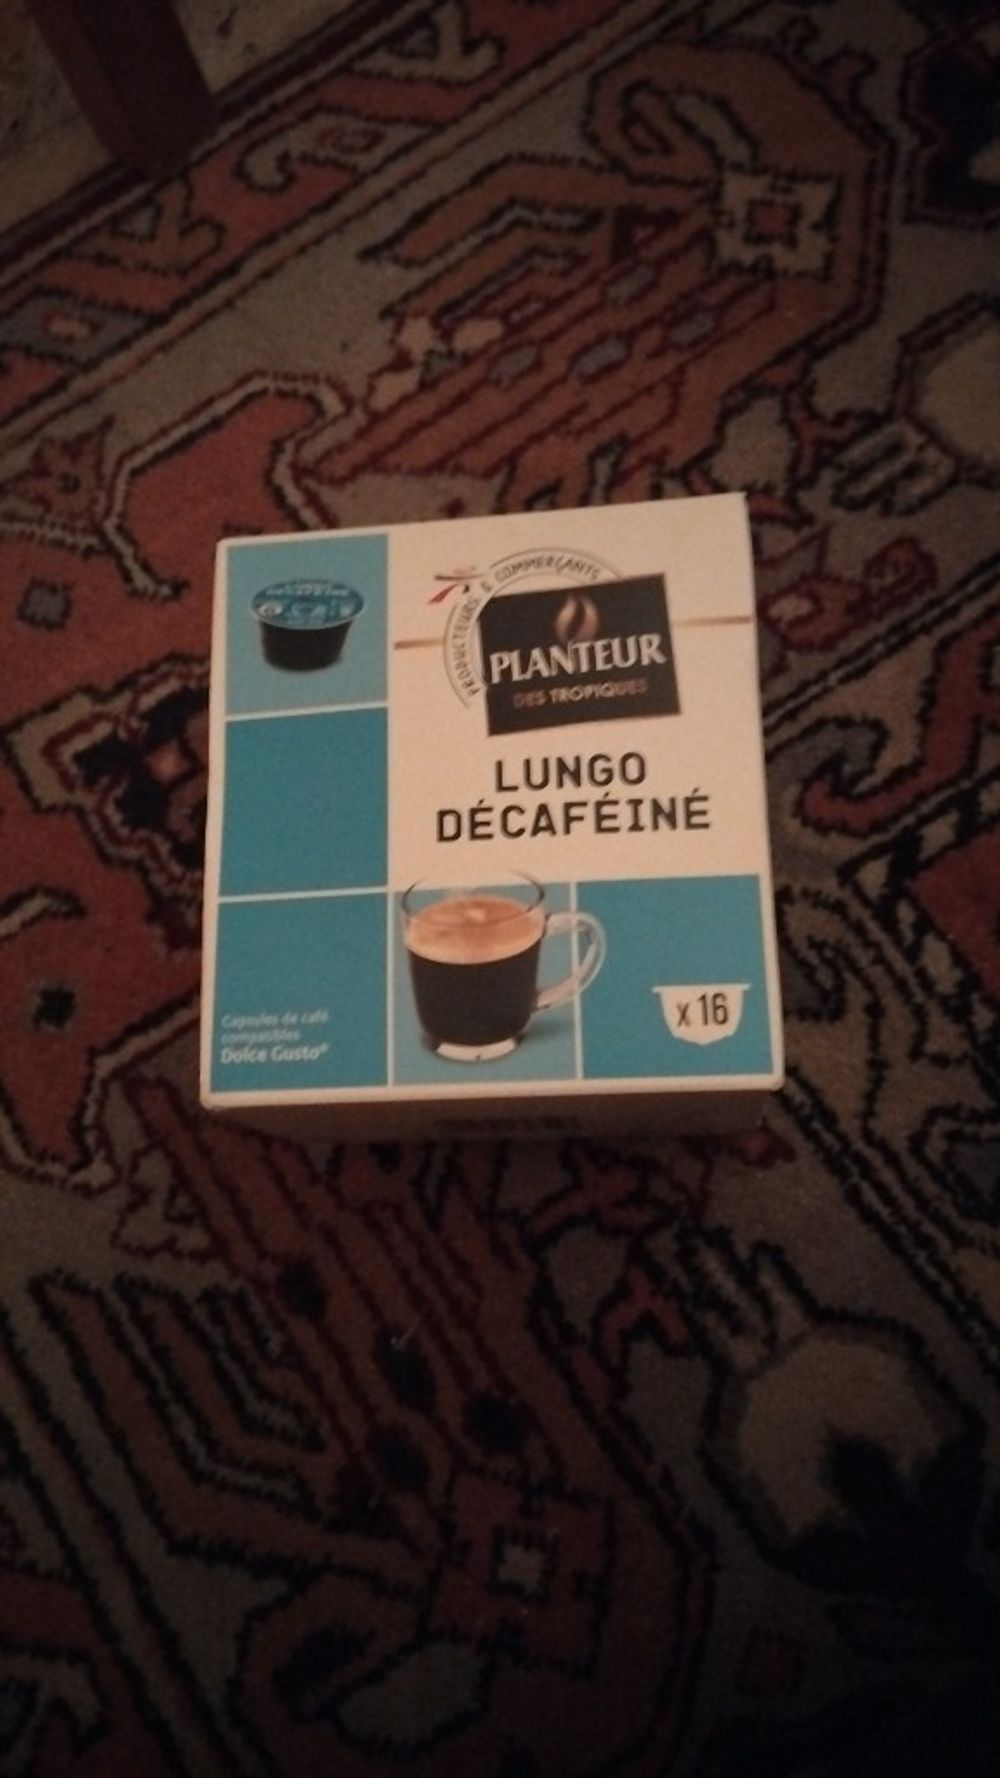 PRODUCTEURS & COMMERÇANTS
PLANTEUR
DES TROPIQUES
LUNGO
DÉCAFÉINÉ
x 16
Capsules de café
compatibles
Dolce Gusto®